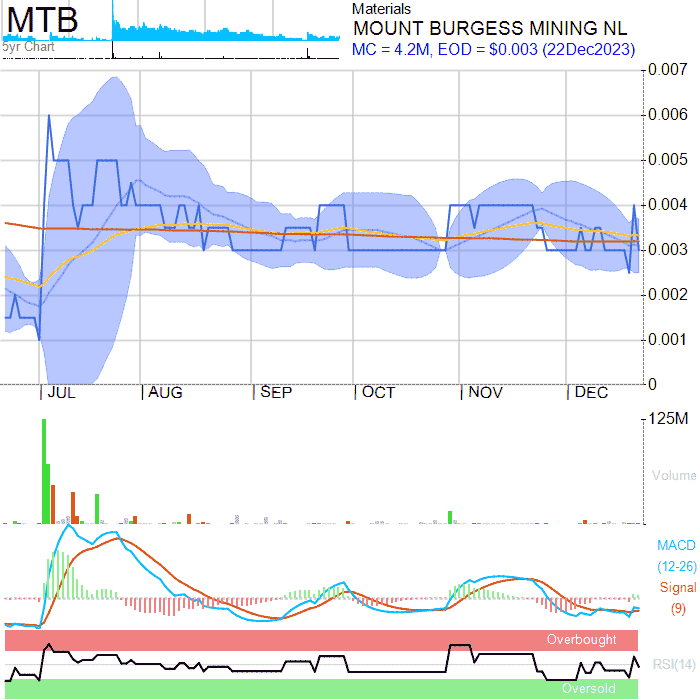 MTB
5yr Chart
Materials
MOUNT BURGESS MINING NL
MC = 4.2M, EOD = $0.003 (22Dec2023)
0.007
0.006
0.005
0.004
0.003
0.002
0.001
0
JUL AUG SEP OCT NOV DEC
125M
Volume
MACD
(12-26)
Signal
(9)
Overbought
RSI(14)
Oversold